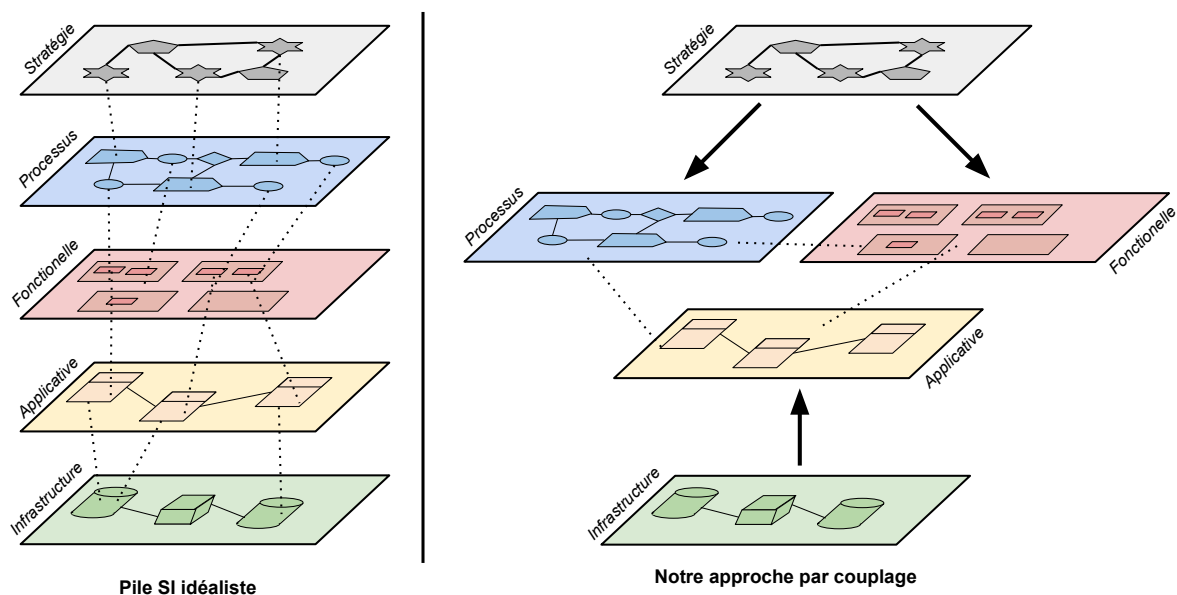 Stratégie
Processus
Fonctionelle
Applicative
Infrastructure
Pile SI idéaliste
Stratégie
Processus
Fonctionelle
Applicative
Infrastructure
Notre approche par couplage